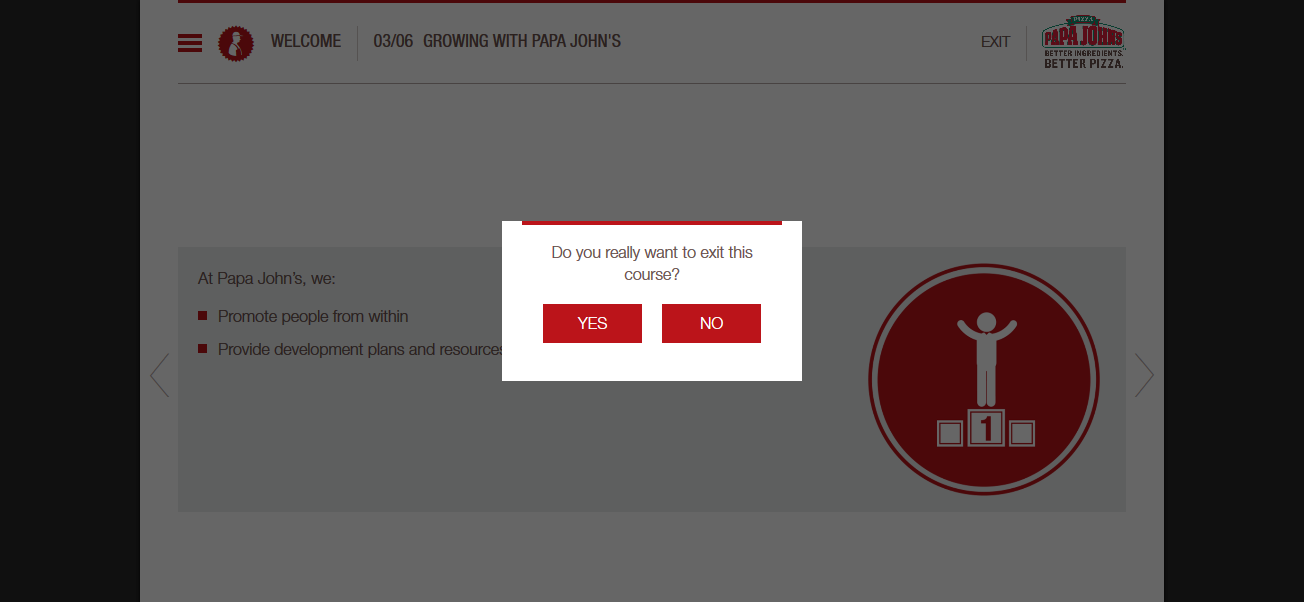 WELCOME
03/06 GROWING WITH PAPA JOHN'S
EXIT
PIZZA
PAPA JOHNS
BETTER INGREDIENTS.
BETTER PIZZA.
Do you really want to exit this
course?
YES
NO
At Papa John's, we:
Promote people from within
Provide development plans and resources
1